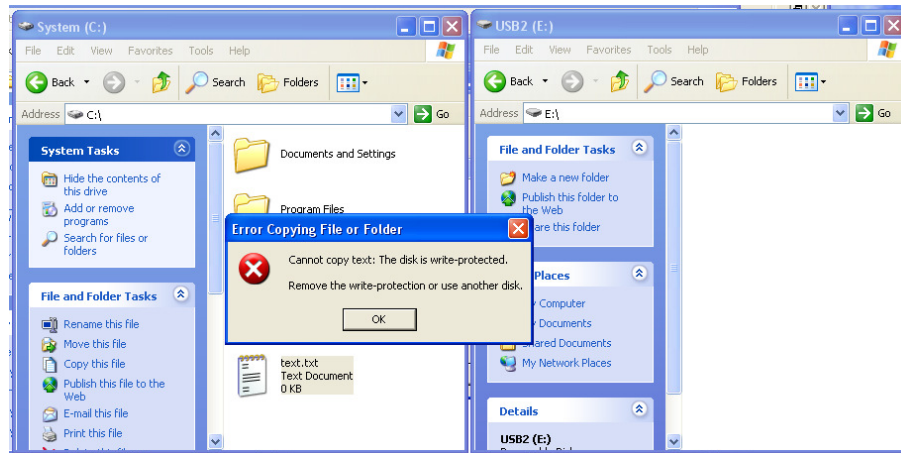 System (C:)
File Edit View Favorites Tools Help
Back Search Folders
Address C:\ Go
System Tasks
Hide the contents of
this drive
Add or remove
programs
Search for files or
folders
File and Folder Tasks
Rename this file
Move this file
Copy this file
Publish this file to the
Web
E-mail this file
Print this file
Documents and Settings
Program Files
text.txt
Text Document
0 KB
Error Copying File or Folder
Cannot copy text: The disk is write-protected.
Remove the write-protection or use another disk.
OK
USB2 (E:)
File Edit View Favorites Tools Help
Back Search Folders
Address E:\ Go
File and Folder Tasks
Make a new folder
Publish this folder to
the Web
are this folder
Places
Computer
Documents
Shared Documents
My Network Places
Details
USB2 (E:)